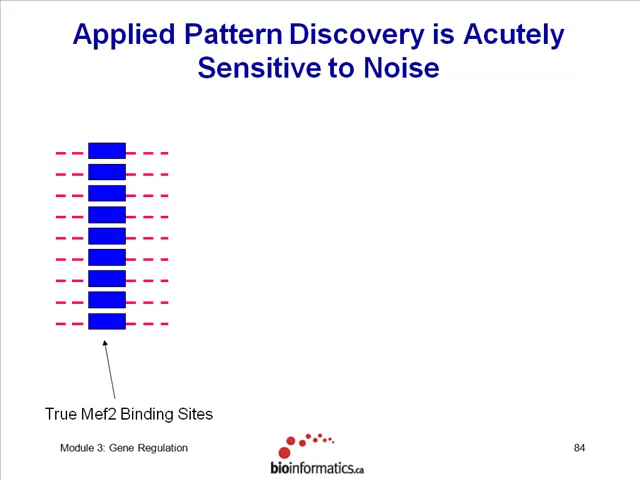 Applied Pattern Discovery is Acutely
Sensitive to Noise
True Mef2 Binding Sites
Module 3: Gene Regulation
bioinformatics.ca
84